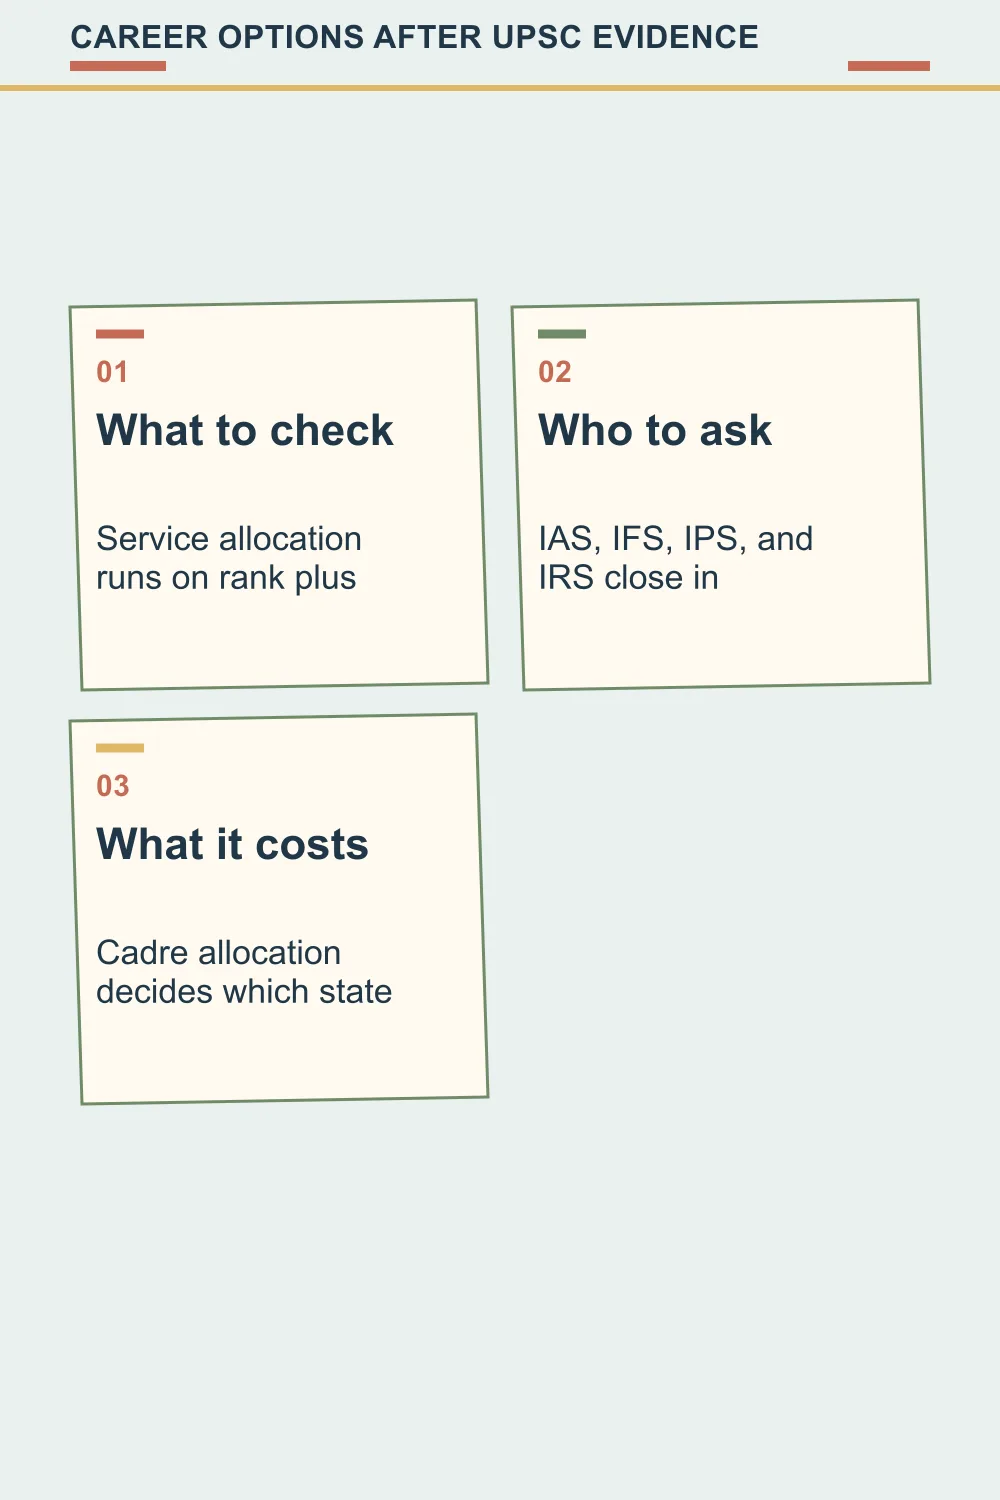 CAREER OPTIONS AFTER UPSC EVIDENCE
01
What to check
Service allocation
runs on rank plus
02
Who to ask
IAS, IFS, IPS, and
IRS close in
03
What it costs
Cadre allocation
decides which state